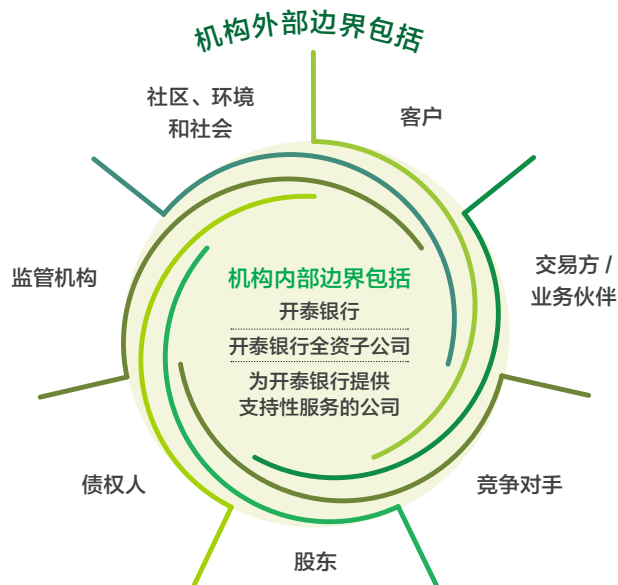 机构外部边界包括
社区、环境
和社会
客户
监管机构
交易方 /
业务伙伴
机构内部边界包括
开泰银行
开泰银行全资子公司
为开泰银行提供
支持性服务的公司
债权人
竞争对手
股东